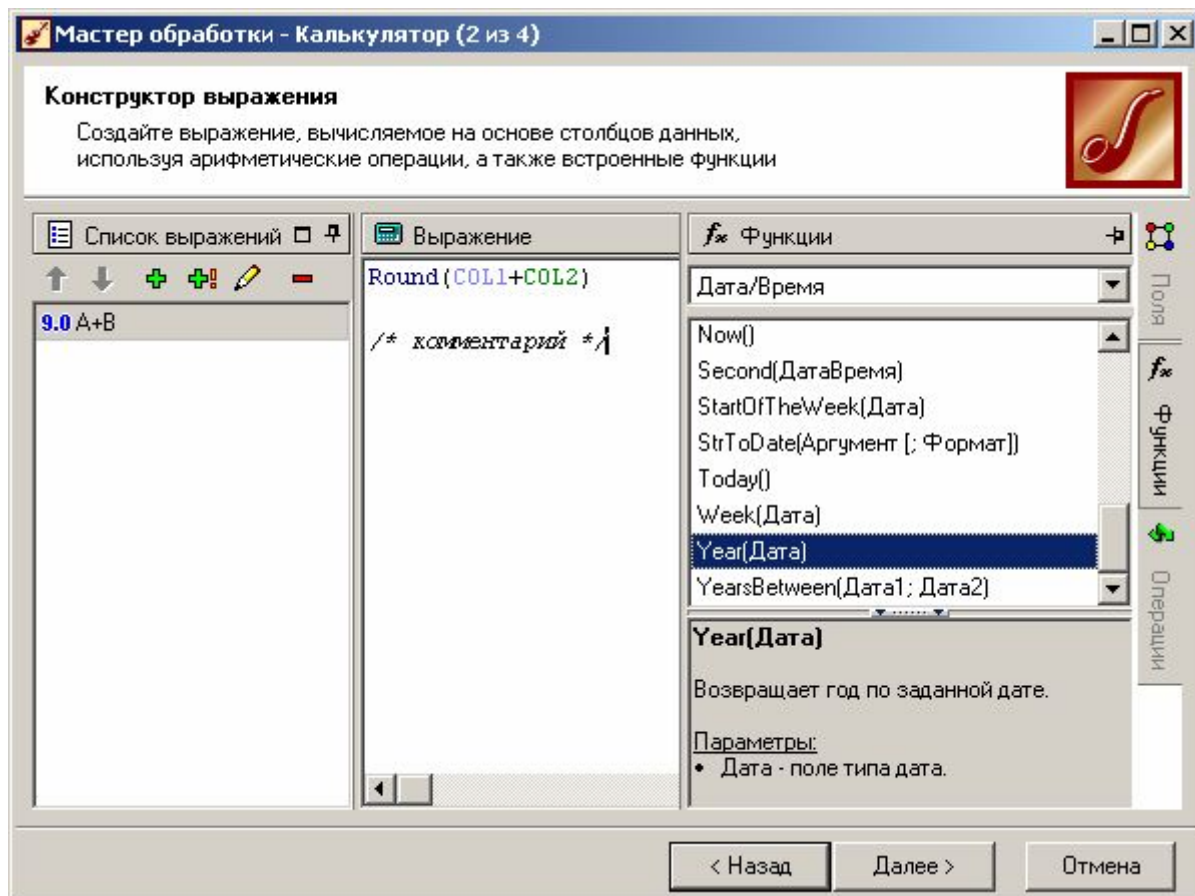 Мастер обработки - Калькулятор (2 из 4)
Конструктор выражения
Создайте выражение, вычисляемое на основе столбцов данных,
используя арифметические операции, а также встроенные функции
Список выражений
9.0 A+B
Выражение
Round(COL1+COL2)
/* комментарий */
fx Функции
Дата/Время
Now()
Second(ДатаВремя)
StartOfTheWeek(Дата)
StrToDate(Аргумент [; Формат])
Today()
Week(Дата)
Year(Дата)
YearsBetween(Дата1; Дата2)
Year(Дата)
Возвращает год по заданной дате.
Параметры:
• Дата - поле типа дата.
Поля
fx Функции
Операции
< Назад
Далее >
Отмена